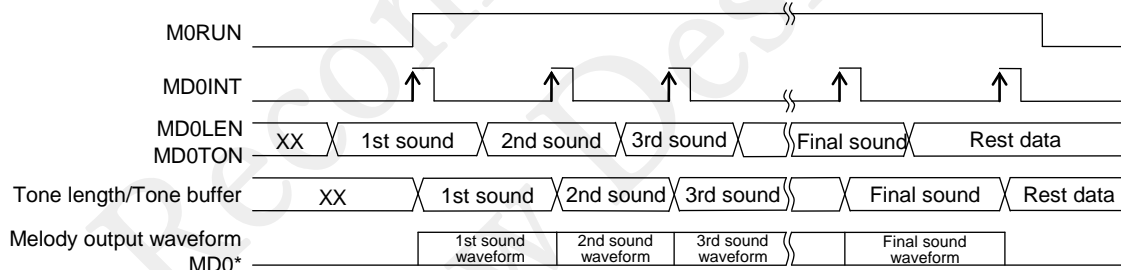 M0RUN
MD0INT
MD0LEN
MD0TON
XX 1st sound 2nd sound 3rd sound Final sound Rest data
Tone length/Tone buffer XX 1st sound 2nd sound 3rd sound Final sound Rest data
Melody output waveform
MD0*
1st sound waveform
2nd sound waveform
3rd sound waveform
Final sound waveform